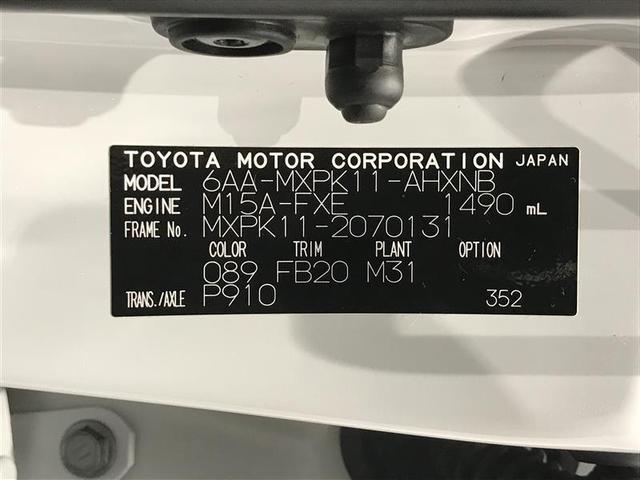 TOYOTA MOTOR CORPORATION JAPAN
MODEL 6AA-MXPK11-AHXNB
ENGINE M15A-FXE 1490 mL
FRAME No. MXPK11-2070131
COLOR TRIM PLANT OPTION
089 FB20 M31
TRANS./AXLE P910 352